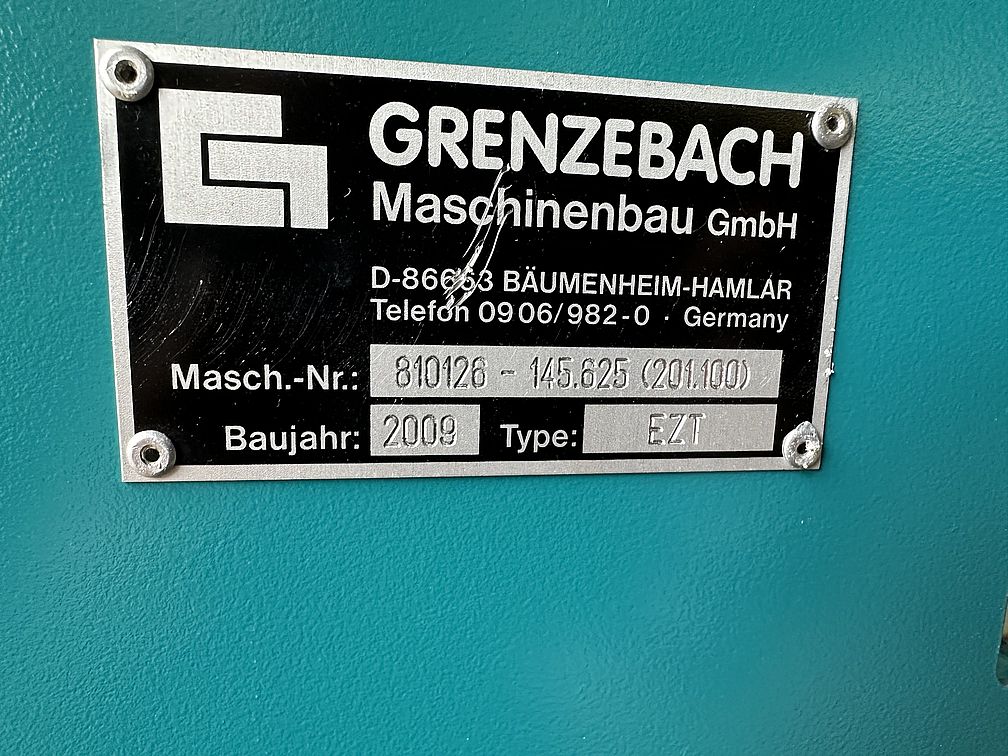 GRENZEBACH
Maschinenbau GmbH
D-86663 BÄUMENHEIM-HAMLAR
Telefon 0906/982-0 · Germany
Masch.-Nr.: 810126 - 145.625 (201.100)
Baujahr: 2009 Type: EZT